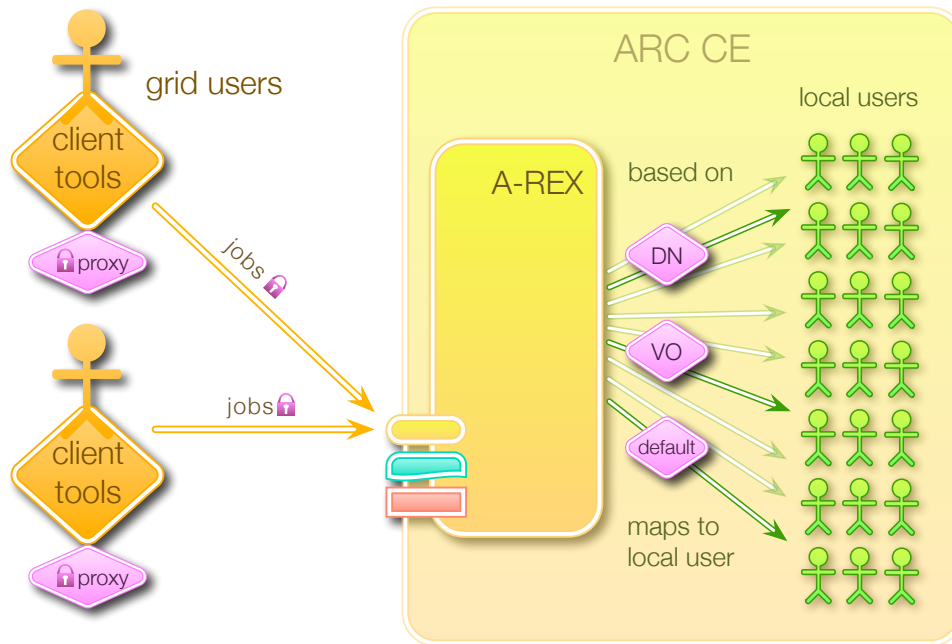 grid users
client
tools
proxy
jobs
client
tools
proxy
jobs
ARC CE
A-REX
local users
based on
DN
VO
default
maps to
local user